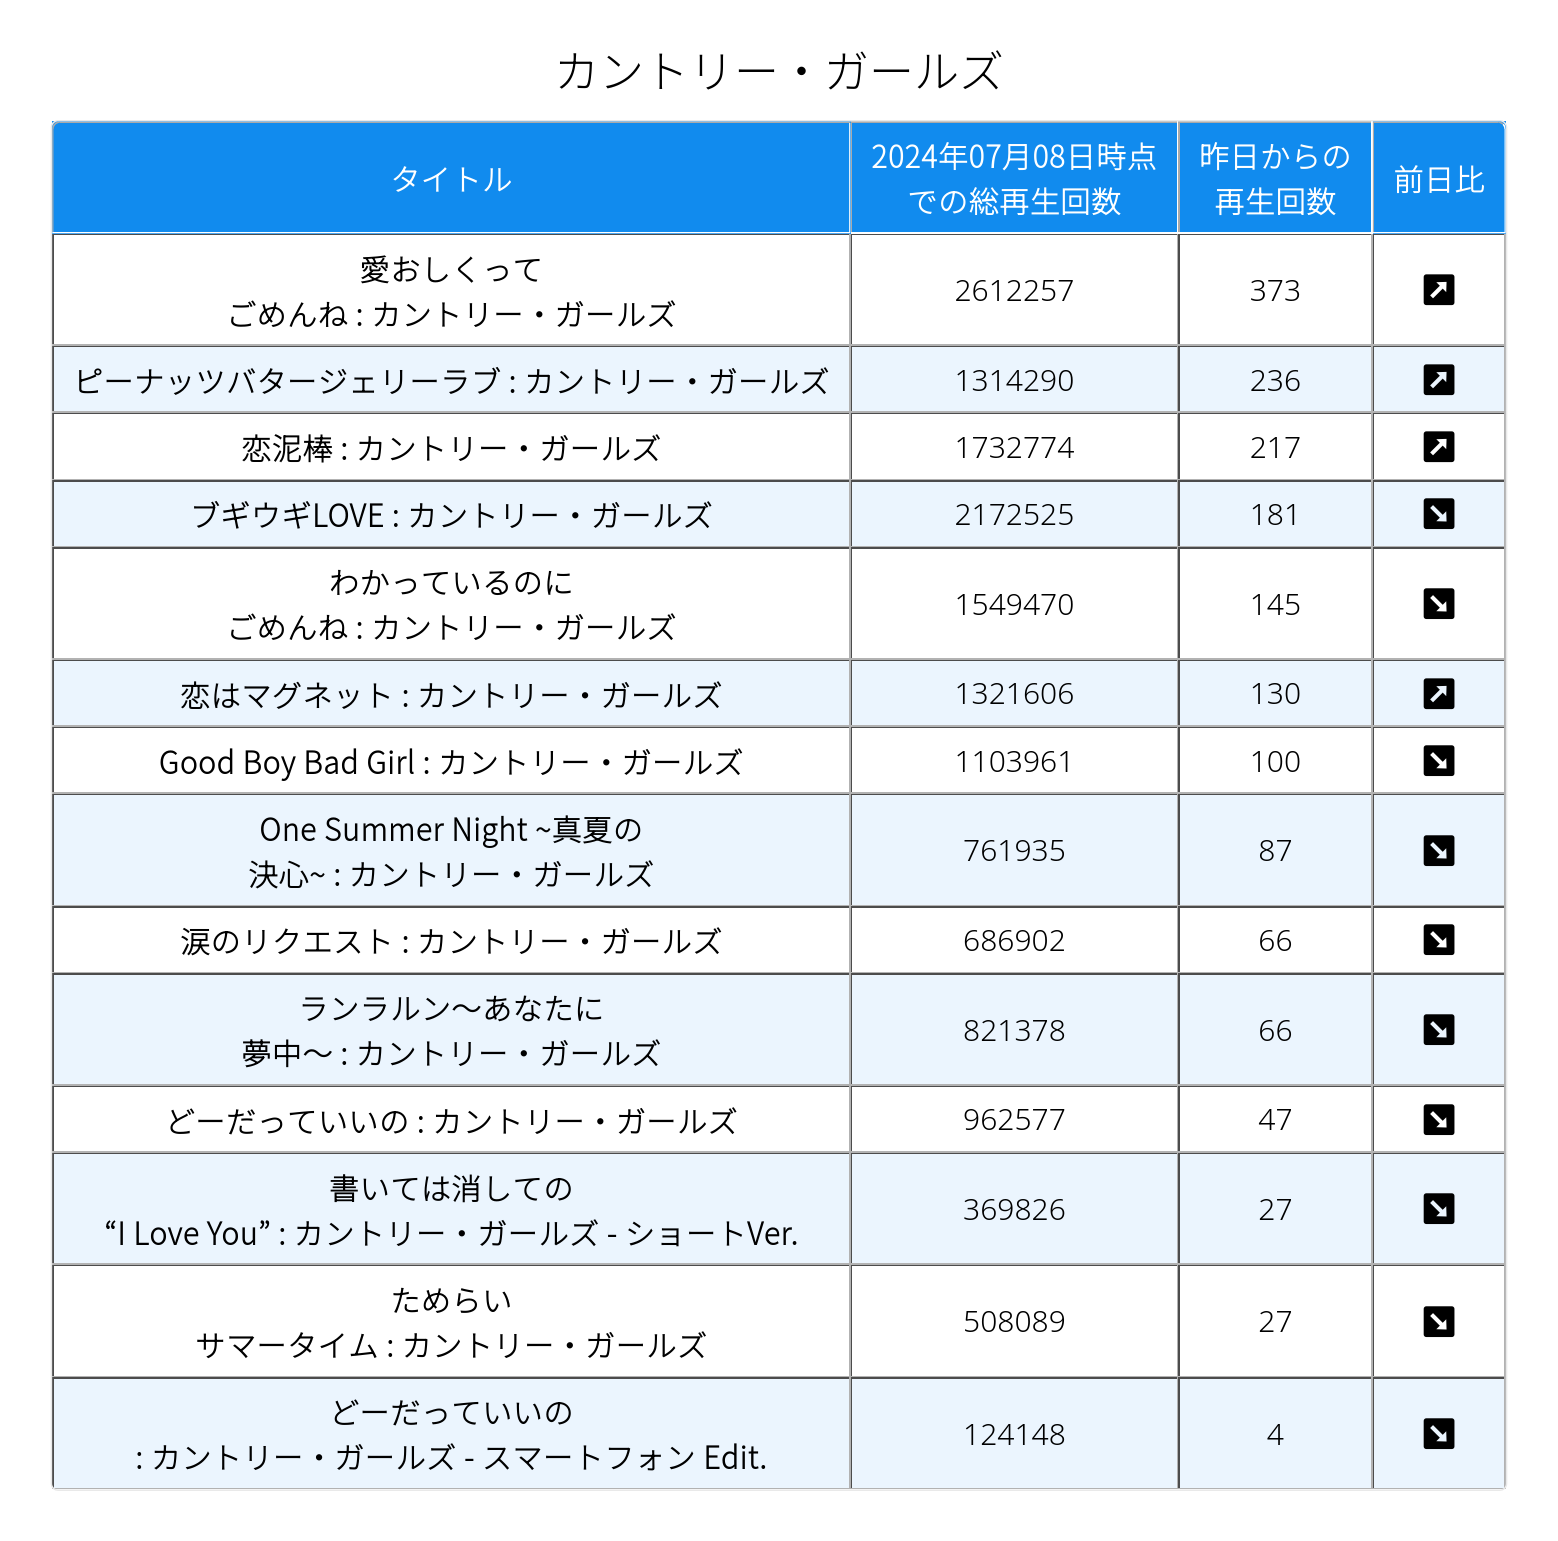 カントリー・ガールズ
タイトル
2024年07月08日時点
での総再生回数
昨日からの
再生回数
前日比
愛おしくって
ごめんね : カントリー・ガールズ
2612257
373
ピーナッツバタージェリーラブ : カントリー・ガールズ
1314290
236
恋泥棒 : カントリー・ガールズ
1732774
217
ブギウギLOVE : カントリー・ガールズ
2172525
181
わかっているのに
ごめんね : カントリー・ガールズ
1549470
145
恋はマグネット : カントリー・ガールズ
1321606
130
Good Boy Bad Girl : カントリー・ガールズ
1103961
100
One Summer Night ~真夏の
決心~ : カントリー・ガールズ
761935
87
涙のリクエスト : カントリー・ガールズ
686902
66
ランラルン〜あなたに
夢中〜 : カントリー・ガールズ
821378
66
どーだっていいの : カントリー・ガールズ
962577
47
書いては消しての
“I Love You” : カントリー・ガールズ - ショートVer.
369826
27
ためらい
サマータイム : カントリー・ガールズ
508089
27
どーだっていいの
: カントリー・ガールズ - スマートフォン Edit.
124148
4